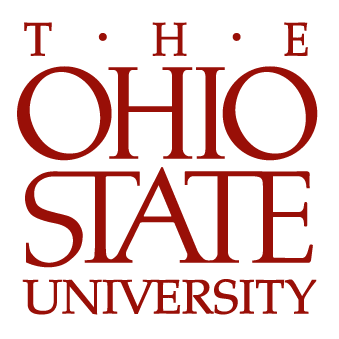 T · H · E
OHIO
STATE
UNIVERSITY